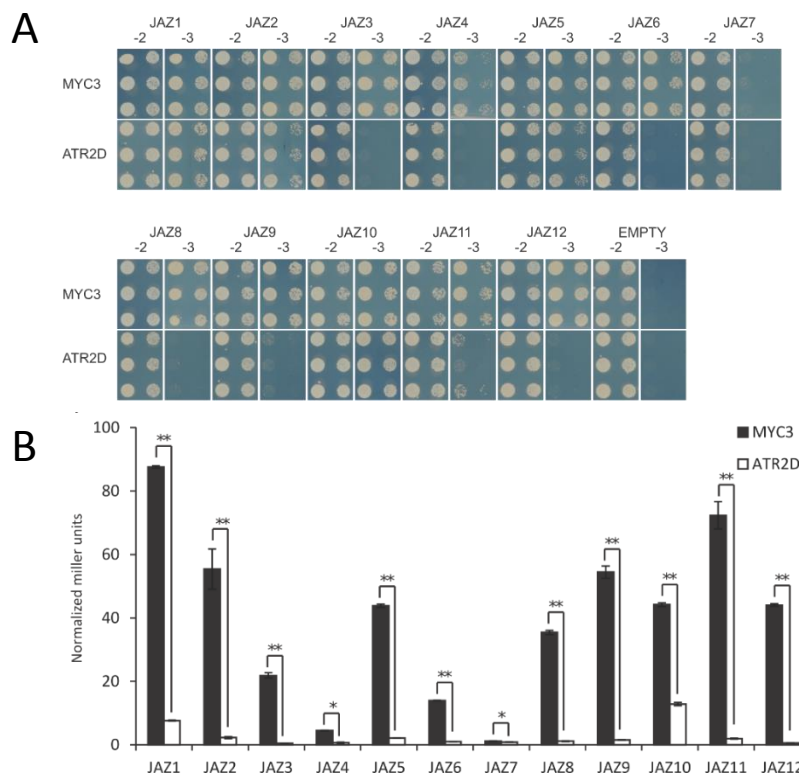 A
JAZ1 JAZ2 JAZ3 JAZ4 JAZ5 JAZ6 JAZ7
-2 -3 -2 -3 -2 -3 -2 -3 -2 -3 -2 -3 -2 -3
MYC3
ATR2D
JAZ8 JAZ9 JAZ10 JAZ11 JAZ12 EMPTY
-2 -3 -2 -3 -2 -3 -2 -3 -2 -3 -2 -3
MYC3
ATR2D
B
Normalized miller units
100
80
60
40
20
0
** ** ** * ** ** * ** ** ** ** **
MYC3
ATR2D
JAZ1 JAZ2 JAZ3 JAZ4 JAZ5 JAZ6 JAZ7 JAZ8 JAZ9 JAZ10 JAZ11 JAZ12